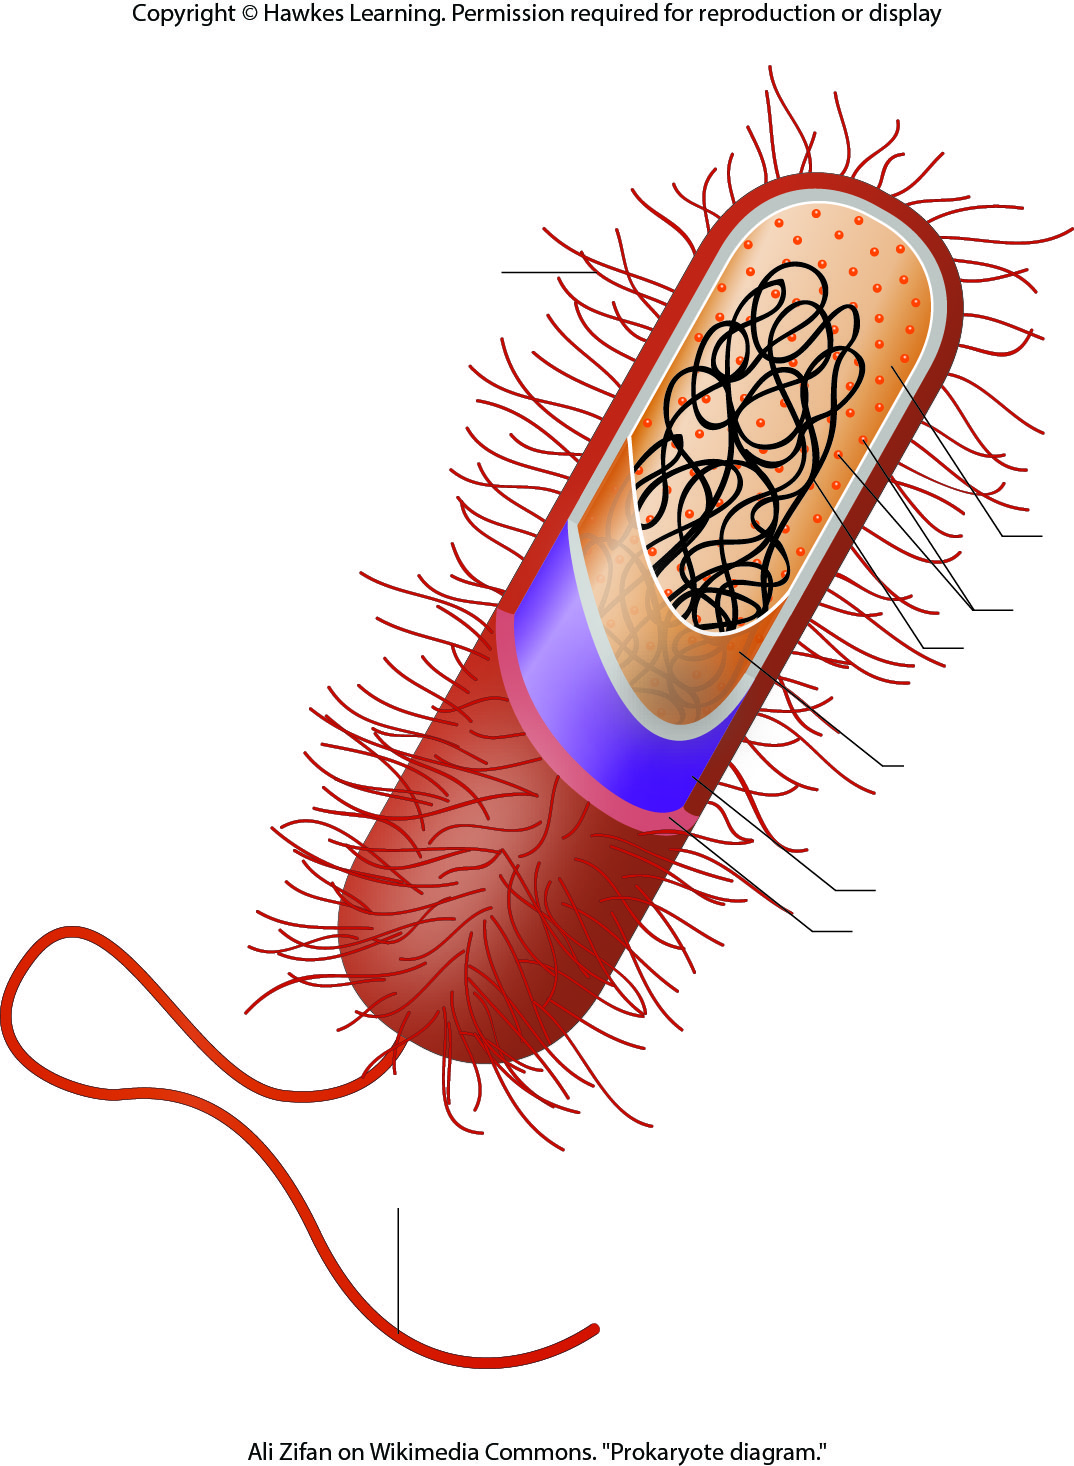 Copyright © Hawkes Learning. Permission required for reproduction or display
Ali Zifan on Wikimedia Commons. "Prokaryote diagram."